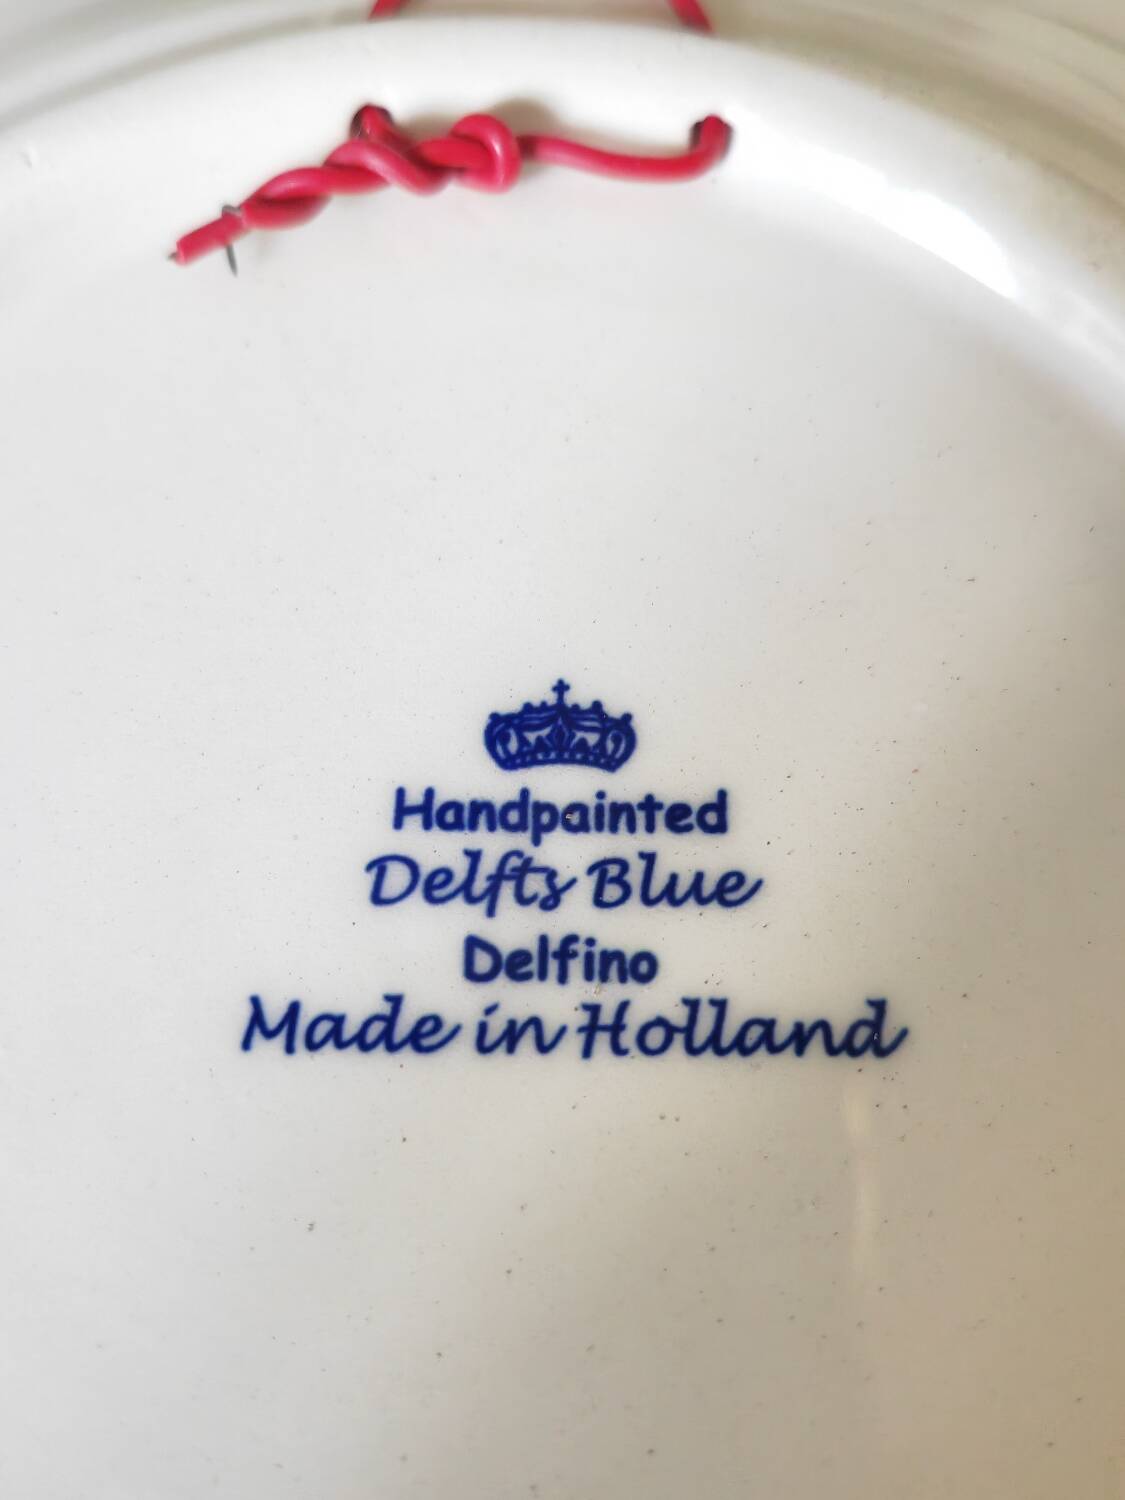 Handpainted
Delfts Blue
Delfino
Made in Holland